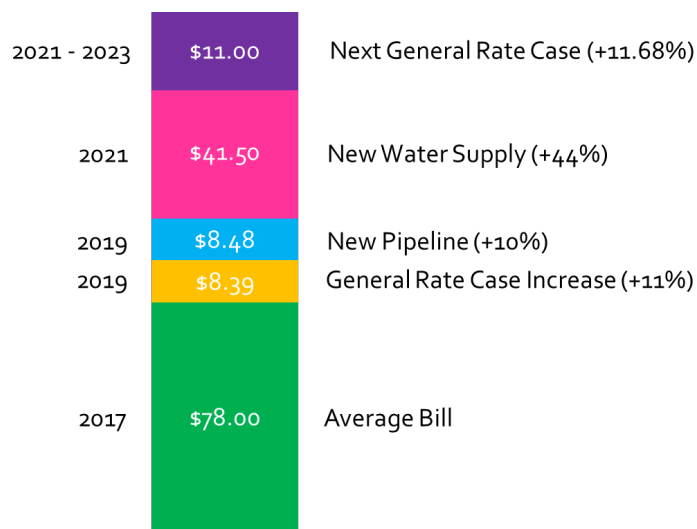 2021 - 2023 $11.00 Next General Rate Case (+11.68%)
2021 $41.50 New Water Supply (+44%)
2019 $8.48 New Pipeline (+10%)
2019 $8.39 General Rate Case Increase (+11%)
2017 $78.00 Average Bill